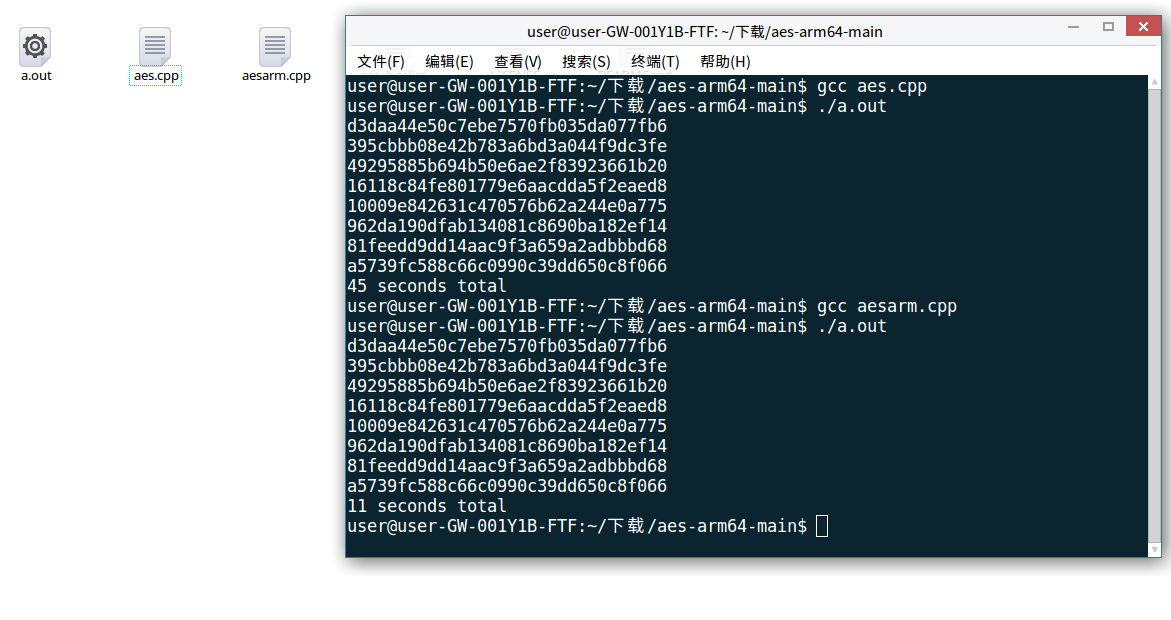 a.out
aes.cpp
aesarm.cpp
user@user-GW-001Y1B-FTF: ~/下载/aes-arm64-main
文件(F) 编辑(E) 查看(V) 搜索(S) 终端(T) 帮助(H)
user@user-GW-001Y1B-FTF:~/下载/aes-arm64-main$ gcc aes.cpp
user@user-GW-001Y1B-FTF:~/下载/aes-arm64-main$ ./a.out
d3daa44e50c7ebe7570fb035da077fb6
395cbbb08e42b783a6bd3a044f9dc3fe
49295885b694b50e6ae2f83923661b20
16118c84fe801779e6aacdda5f2eaed8
10009e842631c470576b62a244e0a775
962da190dfab134081c8690ba182ef14
81feedd9dd14aac9f3a659a2adbbbd68
a5739fc588c66c0990c39dd650c8f066
45 seconds total
user@user-GW-001Y1B-FTF:~/下载/aes-arm64-main$ gcc aesarm.cpp
user@user-GW-001Y1B-FTF:~/下载/aes-arm64-main$ ./a.out
d3daa44e50c7ebe7570fb035da077fb6
395cbbb08e42b783a6bd3a044f9dc3fe
49295885b694b50e6ae2f83923661b20
16118c84fe801779e6aacdda5f2eaed8
10009e842631c470576b62a244e0a775
962da190dfab134081c8690ba182ef14
81feedd9dd14aac9f3a659a2adbbbd68
a5739fc588c66c0990c39dd650c8f066
11 seconds total
user@user-GW-001Y1B-FTF:~/下载/aes-arm64-main$